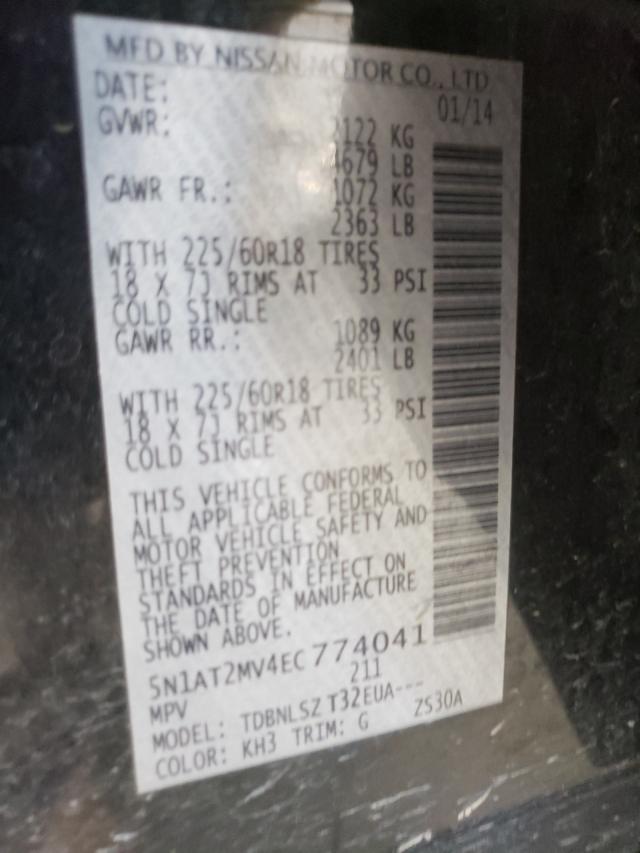 MFD BY NISSAN MOTOR CO., LTD
DATE: 01/14
GVWR: 2122 KG
4679 LB
GAWR FR.: 1072 KG
2363 LB
WITH 225/60R18 TIRES
18 X 7J RIMS AT 33 PSI
COLD SINGLE
GAWR RR.: 1089 KG
2401 LB
WITH 225/60R18 TIRES
18 X 7J RIMS AT 33 PSI
COLD SINGLE
THIS VEHICLE CONFORMS TO
ALL APPLICABLE FEDERAL
MOTOR VEHICLE SAFETY AND
THEFT PREVENTION
STANDARDS IN EFFECT ON
THE DATE OF MANUFACTURE
SHOWN ABOVE.
5N1AT2MV4EC774041
MPV 211
MODEL: TDBNLSZ T32EUA---
COLOR: KH3 TRIM: G ZS30A